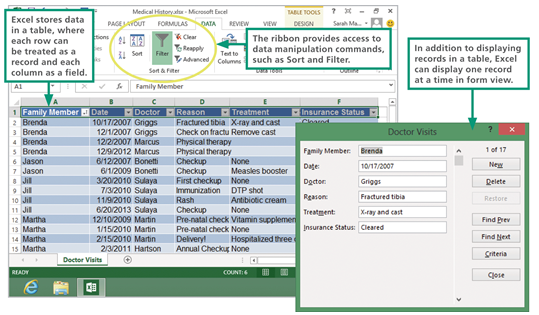 Medical History.xlsx - Microsoft Excel
TABLE TOOLS
PAGE LAYOUT FORMULAS DATA REVIEW VIEW DESIGN Sarah Ma...
Excel stores data
in a table, where
each row can
be treated as a
record and each
column as a field.
Sort
Filter
Clear
Reapply
Advanced
Sort & Filter
Text to
Columns
Data Tools
The ribbon provides access to
data manipulation commands,
such as Sort and Filter.
In addition to displaying
records in a table, Excel
can display one record
at a time in form view.
A1 Family Member
A B C D E F
1 Family Member Date Doctor Reason Treatment Insurance Status
2 Brenda 10/17/2007 Griggs Fractured tibia X-ray and cast Cleared
3 Brenda 12/1/2007 Griggs Check on fractu Remove cast
4 Brenda 12/2/2007 Marcus Physical therapy
5 Brenda 12/9/2012 Marcus Physical therapy
6 Jason 6/12/2007 Bonetti Checkup None
7 Jason 6/1/2009 Bonetti Checkup Measles booster
8 Jill 3/20/2010 Sulaya First checkup None
9 Jill 7/3/2010 Sulaya Immunization DTP shot
10 Jill 11/9/2010 Sulaya Rash Antibiotic cream
11 Jill 6/20/2013 Sulaya Checkup None
12 Martha 12/10/2009 Martin Pre-natal check Vitamin supplemen
13 Martha 1/15/2010 Martin Pre-natal check None
14 Martha 2/15/2010 Martin Delivery! Hospitalized three d
15 Martha 2/3/2011 Hartson Annual Checkup None
Doctor Visits
READY
COUNT: 6
Doctor Visits
Family Member: Brenda
Date: 10/17/2007
Doctor: Griggs
Reason: Fractured tibia
Treatment: X-ray and cast
Insurance Status: Cleared
1 of 17
New
Delete
Restore
Find Prev
Find Next
Criteria
Close